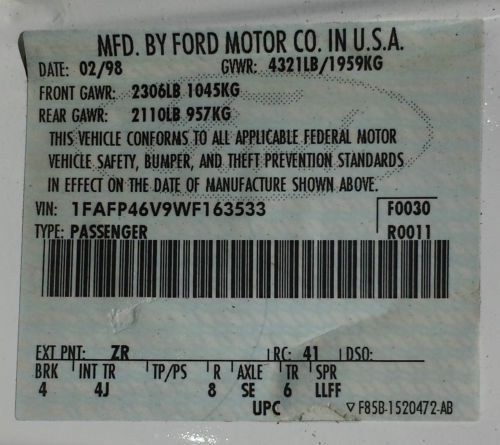 MFD. BY FORD MOTOR CO. IN U.S.A.
DATE: 02/98 GVWR: 4321LB/1959KG
FRONT GAWR: 2306LB 1045KG
REAR GAWR: 2110LB 957KG
THIS VEHICLE CONFORMS TO ALL APPLICABLE FEDERAL MOTOR
VEHICLE SAFETY, BUMPER, AND THEFT PREVENTION STANDARDS
IN EFFECT ON THE DATE OF MANUFACTURE SHOWN ABOVE.
VIN: 1FAFP46V9WF163533 F0030
TYPE: PASSENGER R0011
EXT PNT: ZR RC: 41 DSO:
BRK INT TR TP/PS R AXLE TR SPR
4 4J 8 SE 6 LLFF
UPC ▽ F85B-1520472-AB